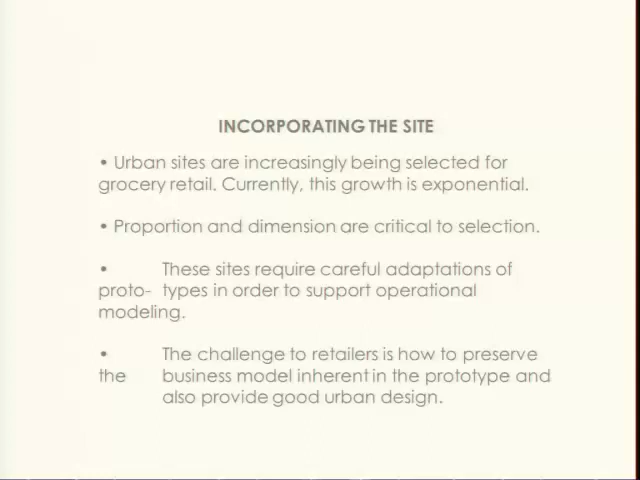 INCORPORATING THE SITE
• Urban sites are increasingly being selected for
grocery retail. Currently, this growth is exponential.
• Proportion and dimension are critical to selection.
• These sites require careful adaptations of
proto- types in order to support operational
modeling.
• The challenge to retailers is how to preserve
the business model inherent in the prototype and
also provide good urban design.